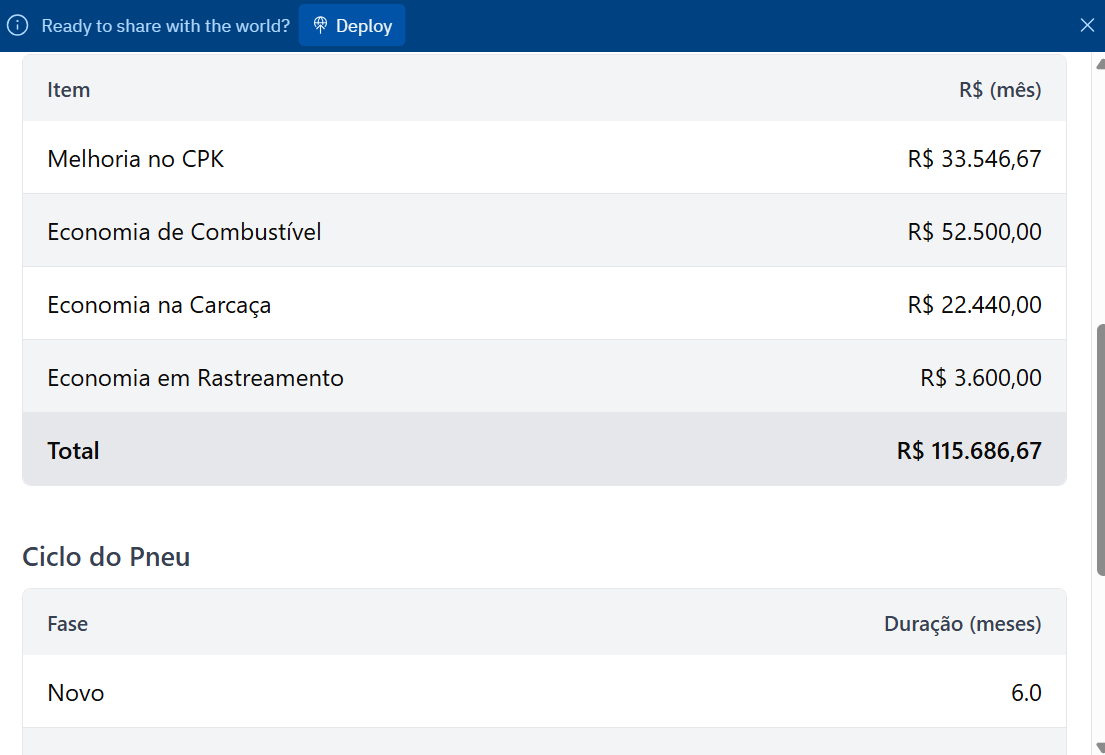 Ready to share with the world? Deploy
Item R$ (mês)
Melhoria no CPK R$ 33.546,67
Economia de Combustível R$ 52.500,00
Economia na Carcaça R$ 22.440,00
Economia em Rastreamento R$ 3.600,00
Total R$ 115.686,67
Ciclo do Pneu
Fase Duração (meses)
Novo 6.0